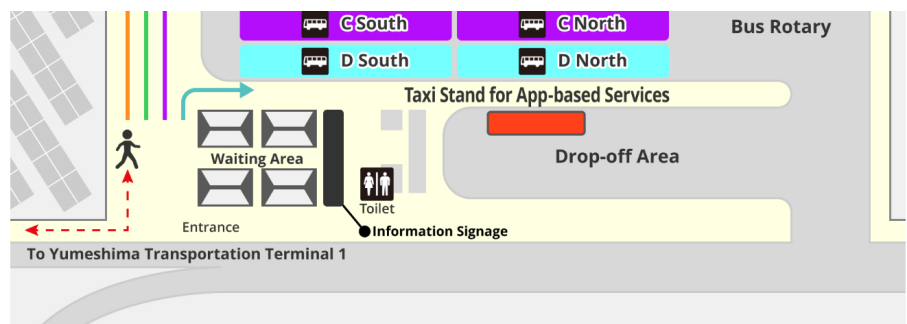 C South
C North
Bus Rotary
D South
D North
Taxi Stand for App-based Services
Waiting Area
Drop-off Area
Toilet
Entrance
Information Signage
To Yumeshima Transportation Terminal 1